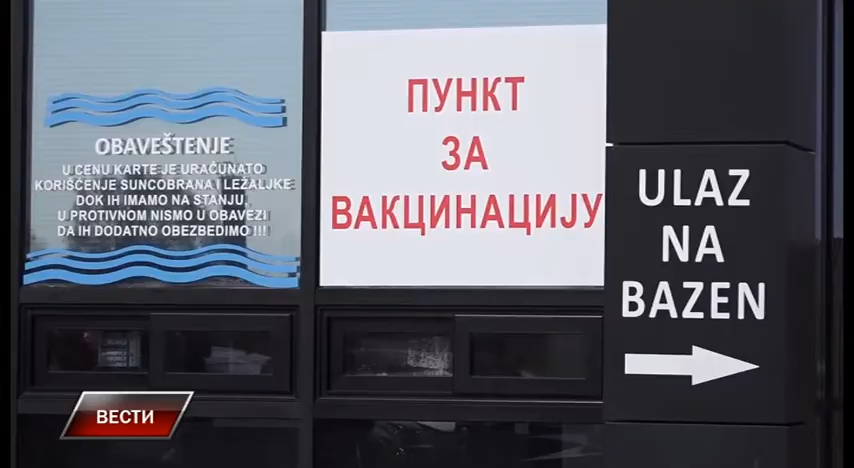 OBAVEŠTENJE
U CENU KARTE JE URAČUNATO
KORIŠĆENJE SUNCOBRANA I LEŽALJKE
DOK IH IMAMO NA STANJU,
U PROTIVNOM NISMO U OBAVEZI
DA IH DODATNO OBEZBEDIMO !!!
ПУНКТ
ЗА
ВАКЦИНАЦИЈУ
ULAZ
NA
BAZEN
ВЕСТИ